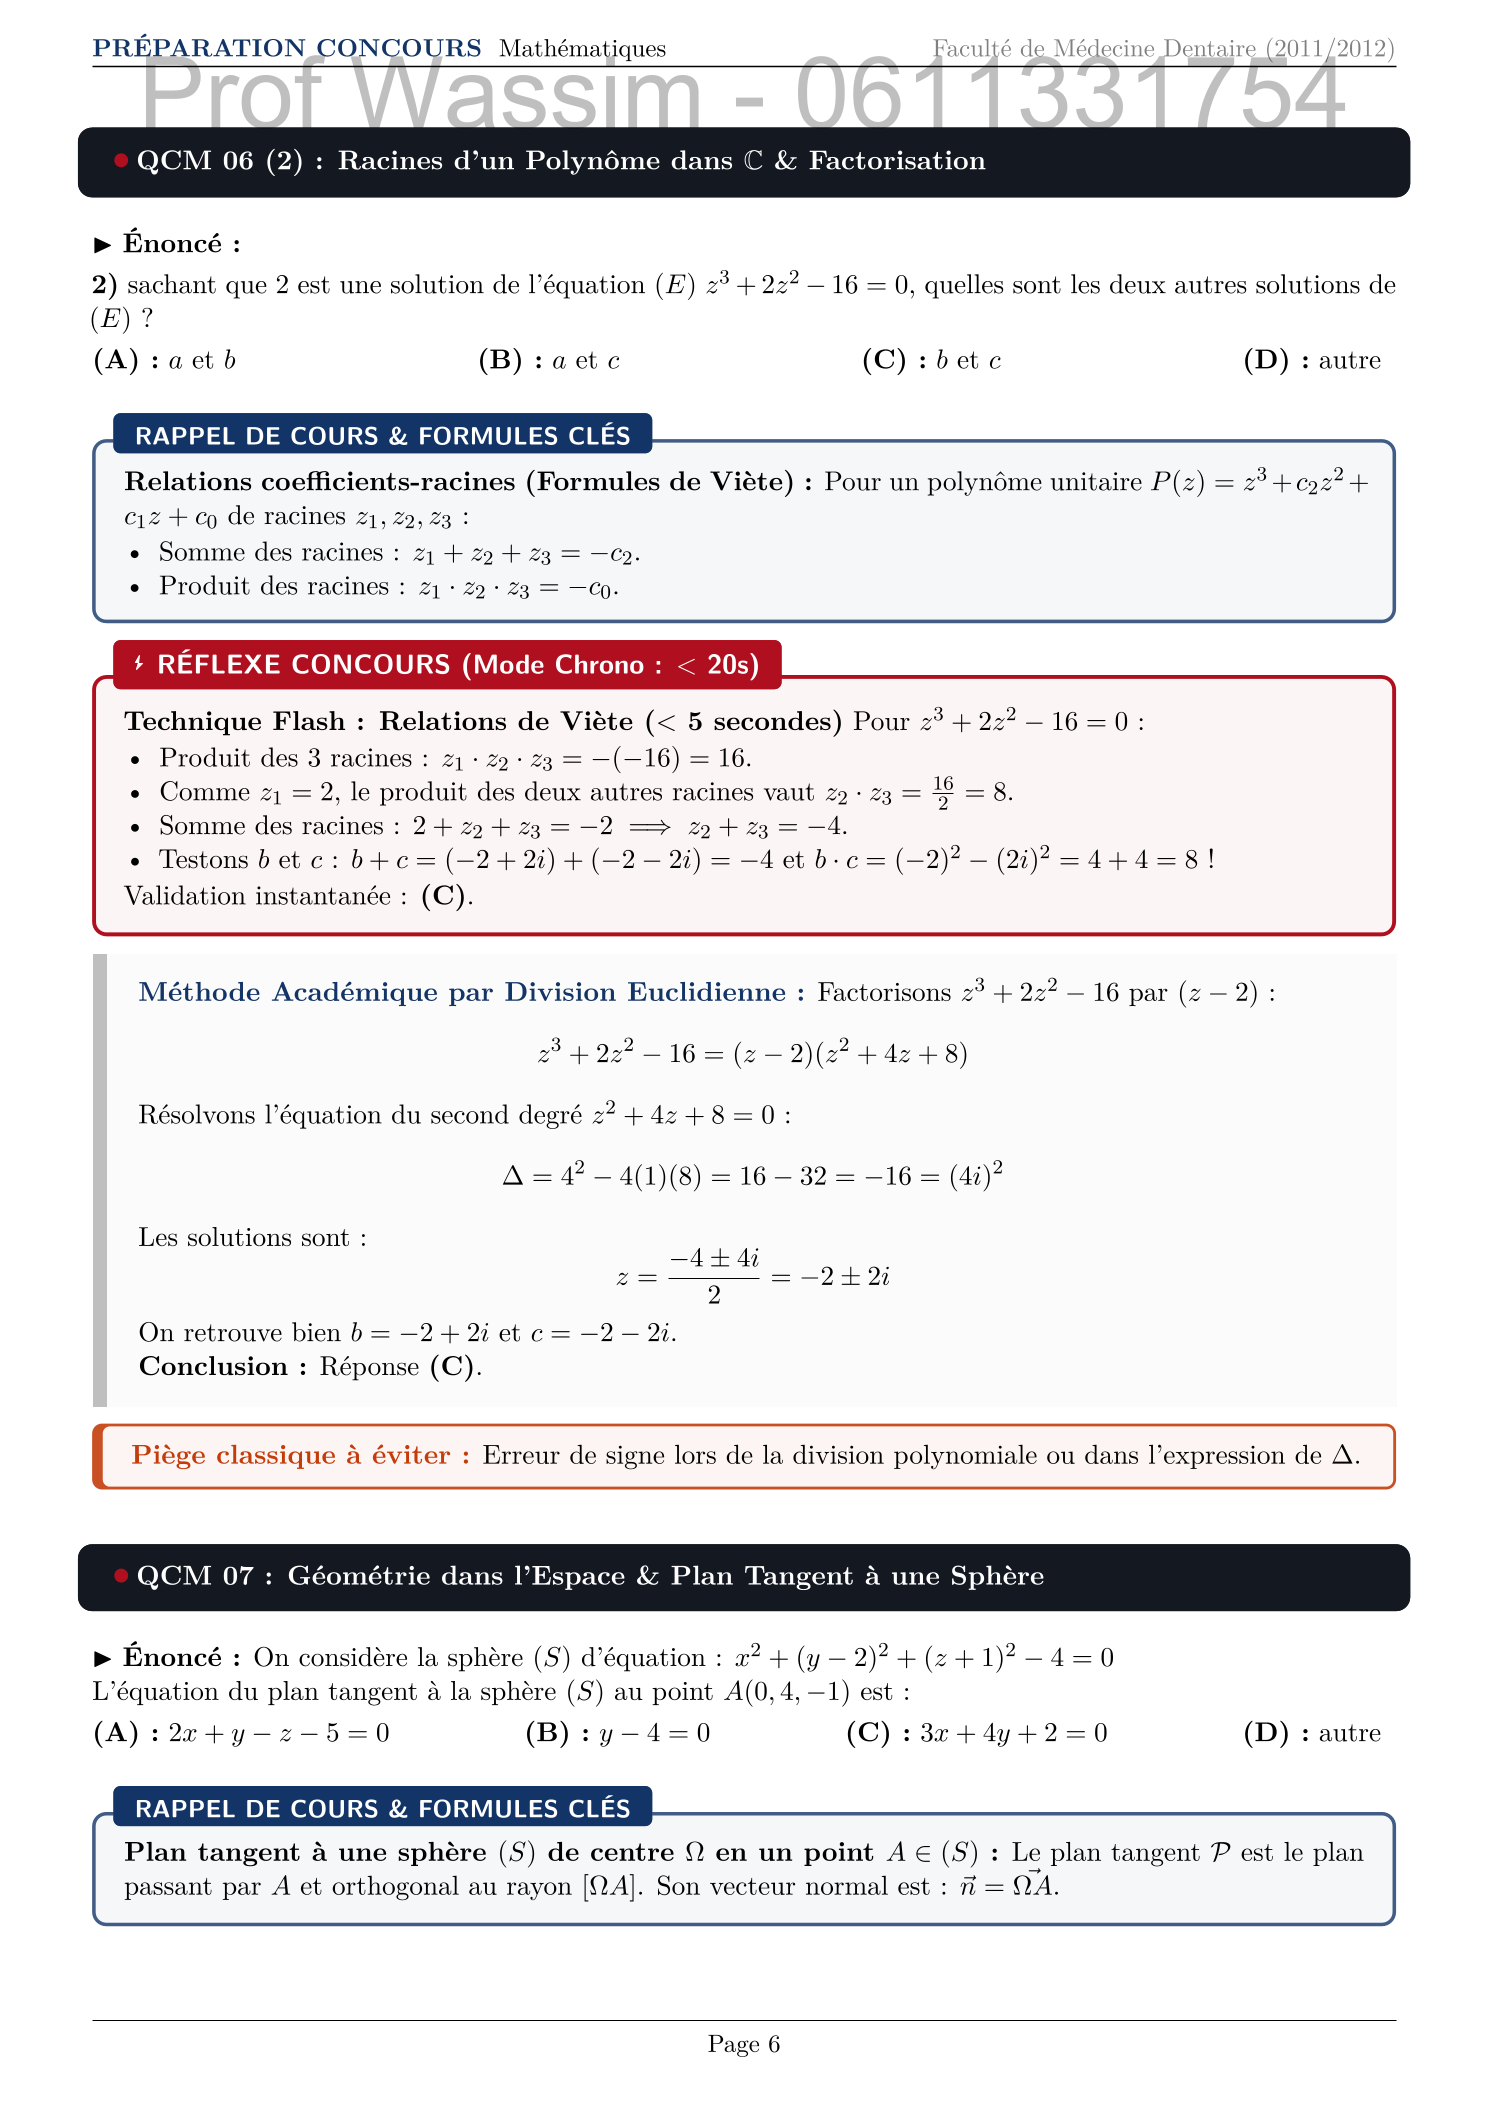 PRÉPARATION CONCOURS Mathématiques Faculté de Médecine Dentaire (2011/2012)
Prof Wassim - 0611331754
QCM 06 (2) : Racines d'un Polynôme dans ℂ & Factorisation
▶ Énoncé :
2) sachant que 2 est une solution de l'équation (E) z³ + 2z² − 16 = 0, quelles sont les deux autres solutions de
(E) ?
(A) : a et b (B) : a et c (C) : b et c (D) : autre
RAPPEL DE COURS & FORMULES CLÉS
Relations coefficients-racines (Formules de Viète) : Pour un polynôme unitaire P(z) = z³ + c₂z² +
c₁z + c₀ de racines z₁, z₂, z₃ :
• Somme des racines : z₁ + z₂ + z₃ = −c₂.
• Produit des racines : z₁ · z₂ · z₃ = −c₀.
RÉFLEXE CONCOURS (Mode Chrono : < 20s)
Technique Flash : Relations de Viète (< 5 secondes) Pour z³ + 2z² − 16 = 0 :
• Produit des 3 racines : z₁ · z₂ · z₃ = −(−16) = 16.
• Comme z₁ = 2, le produit des deux autres racines vaut z₂ · z₃ = 16/2 = 8.
• Somme des racines : 2 + z₂ + z₃ = −2 ⟹ z₂ + z₃ = −4.
• Testons b et c : b + c = (−2 + 2i) + (−2 − 2i) = −4 et b · c = (−2)² − (2i)² = 4 + 4 = 8 !
Validation instantanée : (C).
Méthode Académique par Division Euclidienne : Factorisons z³ + 2z² − 16 par (z − 2) :
z³ + 2z² − 16 = (z − 2)(z² + 4z + 8)
Résolvons l'équation du second degré z² + 4z + 8 = 0 :
Δ = 4² − 4(1)(8) = 16 − 32 = −16 = (4i)²
Les solutions sont :
z = (−4 ± 4i)/2 = −2 ± 2i
On retrouve bien b = −2 + 2i et c = −2 − 2i.
Conclusion : Réponse (C).
Piège classique à éviter : Erreur de signe lors de la division polynomiale ou dans l'expression de Δ.
QCM 07 : Géométrie dans l'Espace & Plan Tangent à une Sphère
▶ Énoncé : On considère la sphère (S) d'équation : x² + (y − 2)² + (z + 1)² − 4 = 0
L'équation du plan tangent à la sphère (S) au point A(0, 4, −1) est :
(A) : 2x + y − z − 5 = 0 (B) : y − 4 = 0 (C) : 3x + 4y + 2 = 0 (D) : autre
RAPPEL DE COURS & FORMULES CLÉS
Plan tangent à une sphère (S) de centre Ω en un point A ∈ (S) : Le plan tangent 𝒫 est le plan
passant par A et orthogonal au rayon [ΩA]. Son vecteur normal est : n⃗ = ΩA⃗.
Page 6